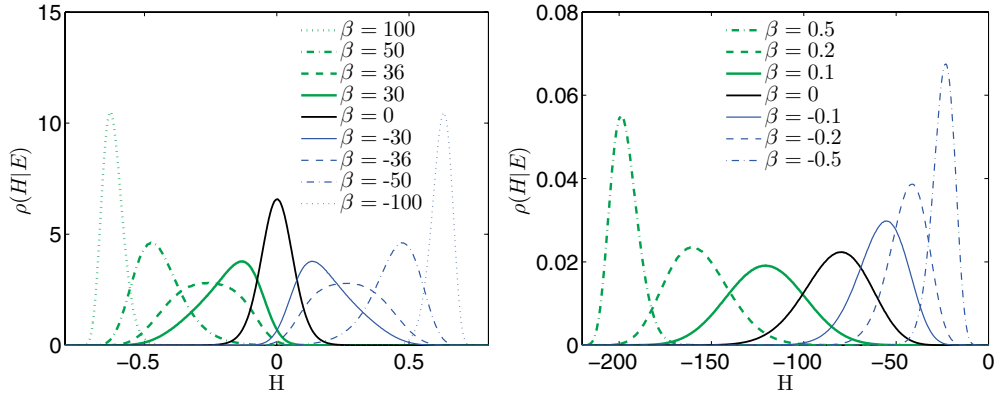 15
10
5
0
ρ(H|E)
−0.5
0
0.5
H
β = 100
β = 50
β = 36
β = 30
β = 0
β = -30
β = -36
β = -50
β = -100
0.08
0.06
0.04
0.02
0
ρ(H|E)
−200
−150
−100
−50
0
H
β = 0.5
β = 0.2
β = 0.1
β = 0
β = -0.1
β = -0.2
β = -0.5